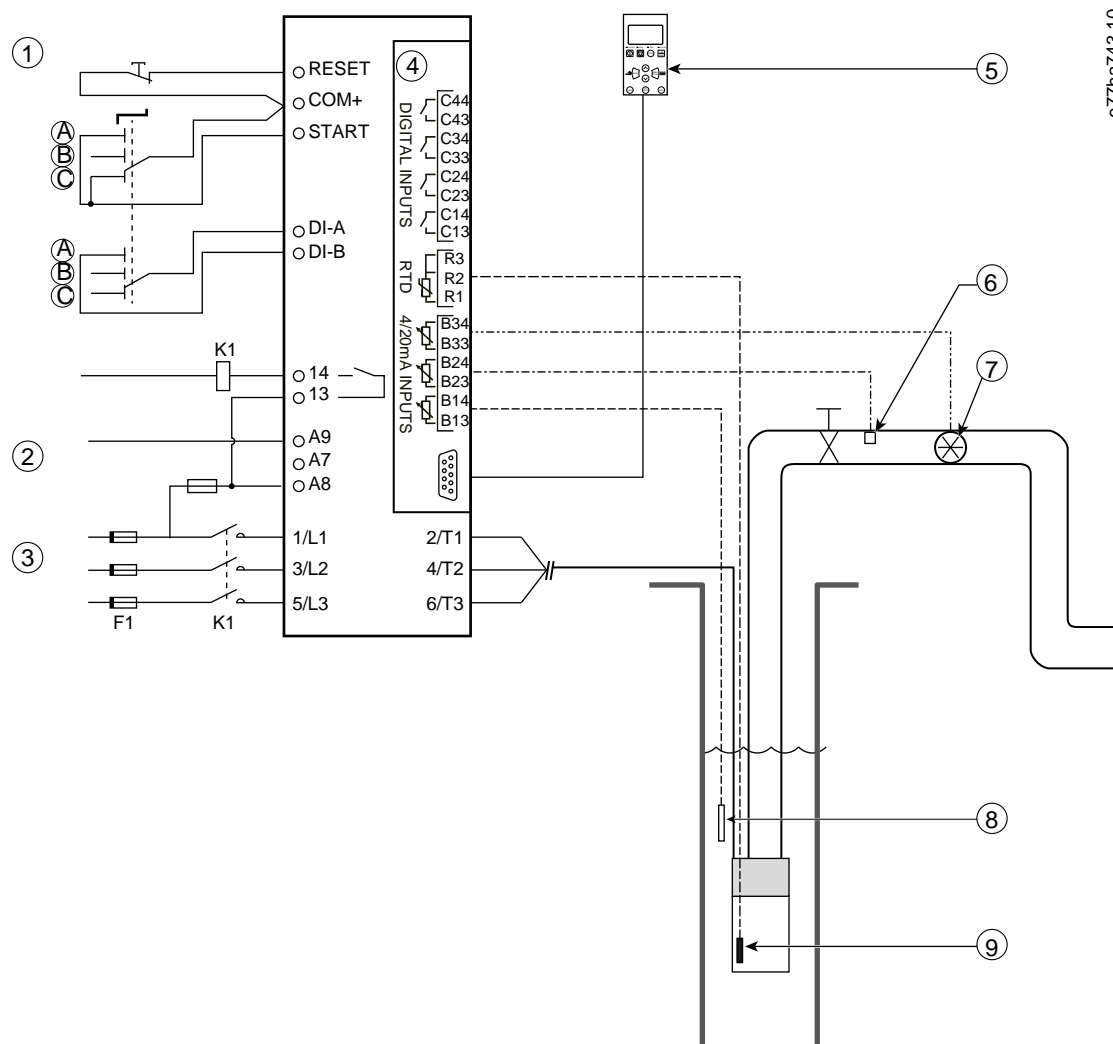 1
RESET
COM+
START
A
B
C
DI-A
DI-B
A
B
C
K1
14
13
2
A9
A7
A8
3
1/L1
3/L2
5/L3
F1
K1
2/T1
4/T2
6/T3
4
DIGITAL INPUTS
C44
C43
C34
C33
C24
C23
C14
C13
RTD
R3
R2
R1
4/20mA INPUTS
B34
B33
B24
B23
B14
B13
5
6
7
8
9